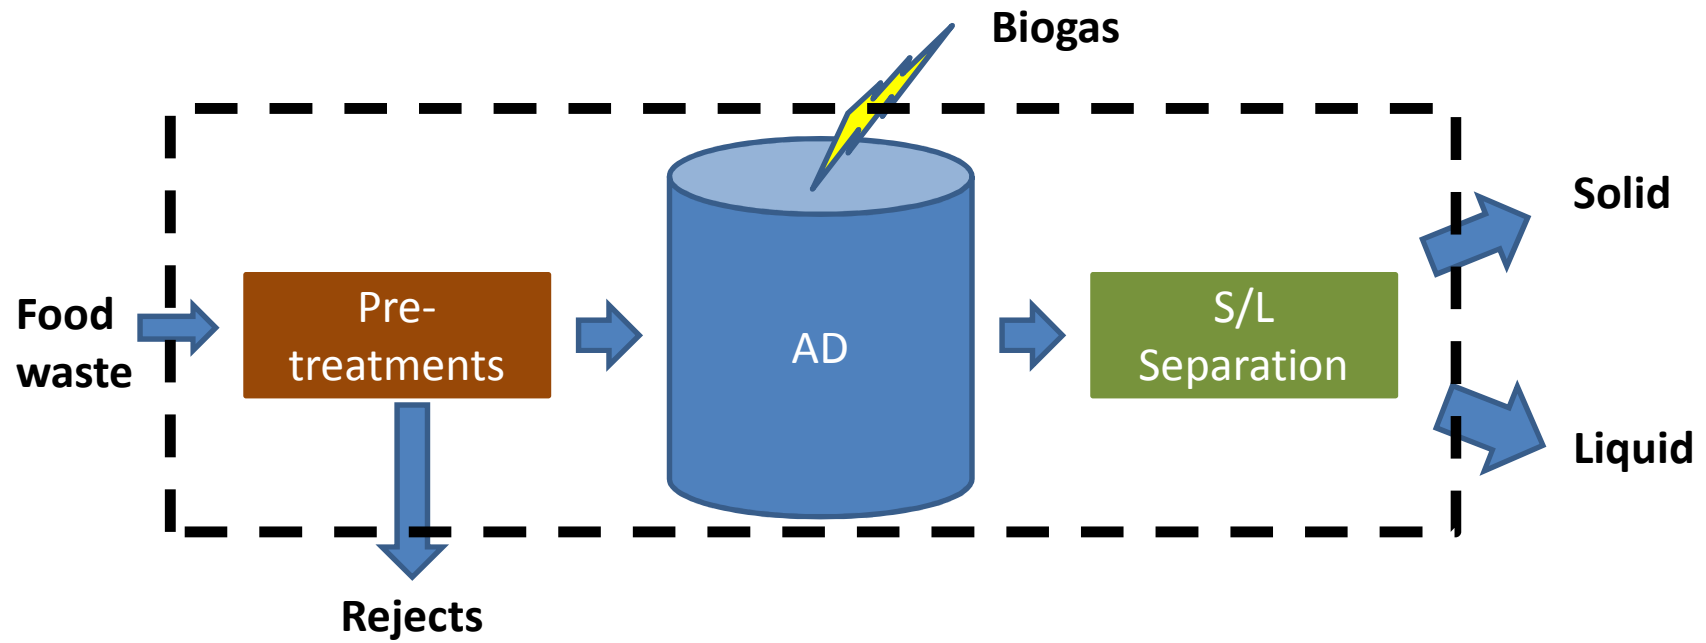 Biogas
Solid
Food
waste
Pre-
treatments
AD
S/L
Separation
Liquid
Rejects